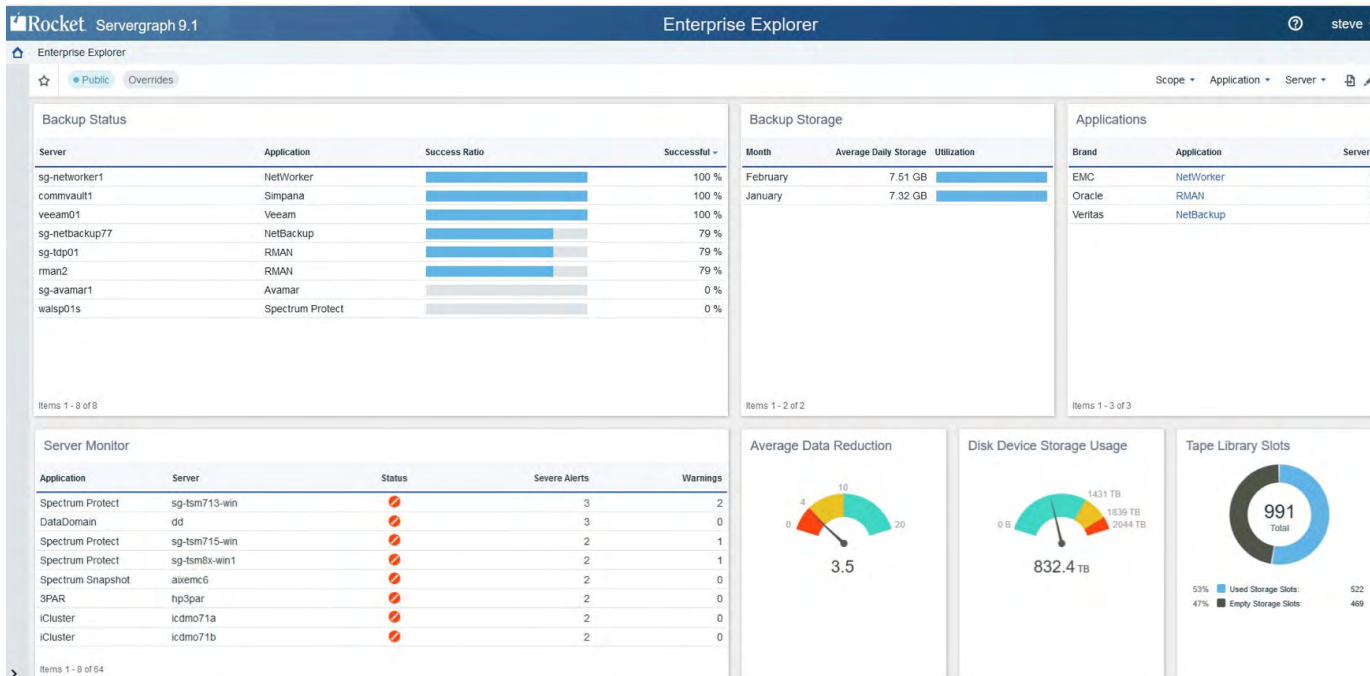 Rocket Servergraph 9.1 Enterprise Explorer steve
Enterprise Explorer
Public Overrides Scope Application Server
Backup Status
Server Application Success Ratio Successful
sg-networker1 NetWorker 100 %
commvault1 Simpana 100 %
veeam01 Veeam 100 %
sg-netbackup77 NetBackup 79 %
sg-tdp01 RMAN 79 %
rman2 RMAN 79 %
sg-avamar1 Avamar 0 %
walsp01s Spectrum Protect 0 %
Items 1 - 8 of 8
Backup Storage
Month Average Daily Storage Utilization
February 7.51 GB
January 7.32 GB
Items 1 - 2 of 2
Applications
Brand Application Server
EMC NetWorker
Oracle RMAN
Veritas NetBackup
Items 1 - 3 of 3
Server Monitor
Application Server Status Severe Alerts Warnings
Spectrum Protect sg-tsm713-win 3 2
DataDomain dd 3 0
Spectrum Protect sg-tsm715-win 2 1
Spectrum Protect sg-tsm8x-win1 2 1
Spectrum Snapshot aixemc6 2 0
3PAR hp3par 2 0
iCluster icdmo71a 2 0
iCluster icdmo71b 2 0
Items 1 - 8 of 64
Average Data Reduction
10
4
0 20
3.5
Disk Device Storage Usage
1431 TB
1839 TB
0 B 2044 TB
832.4 TB
Tape Library Slots
991
Total
53% Used Storage Slots: 522
47% Empty Storage Slots: 469